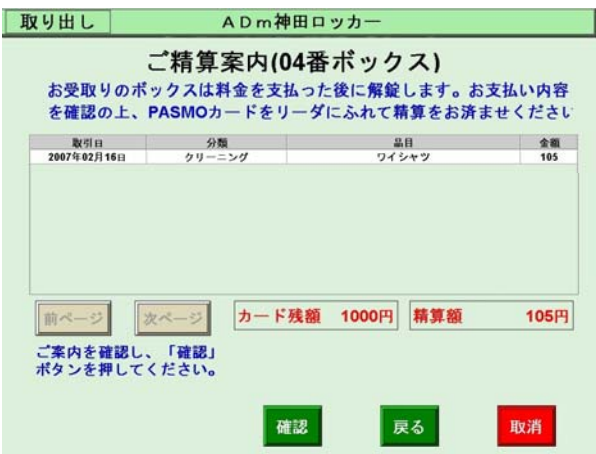 取り出し ADm神田ロッカー
ご精算案内(04番ボックス)
お受取りのボックスは料金を支払った後に解錠します。お支払い内容
を確認の上、PASMOカードをリーダにふれて精算をお済ませください
取引日 分類 品目 金額
2007年02月16日 クリーニング ワイシャツ 105
前ページ 次ページ カード残額 1000円 精算額 105円
ご案内を確認し、「確認」
ボタンを押してください。
確認 戻る 取消